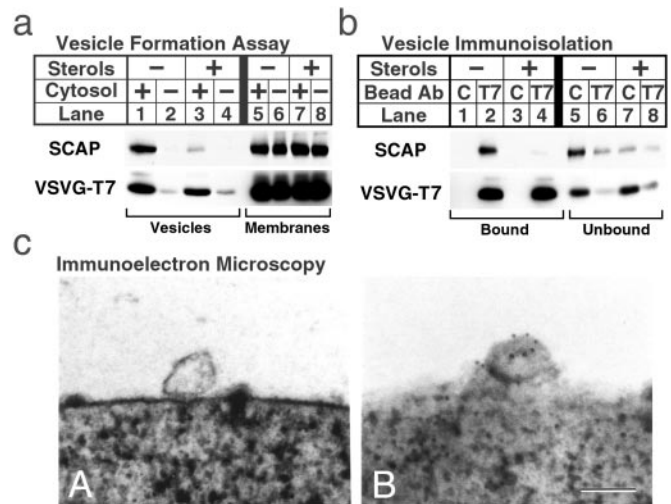 a
Vesicle Formation Assay
Sterols − +
Cytosol + − + − + − + −
Lane 1 2 3 4 5 6 7 8
SCAP
VSVG-T7
Vesicles Membranes
b
Vesicle Immunoisolation
Sterols − + − +
Bead Ab C T7 C T7 C T7 C T7
Lane 1 2 3 4 5 6 7 8
SCAP
VSVG-T7
Bound Unbound
c
Immunoelectron Microscopy
A
B